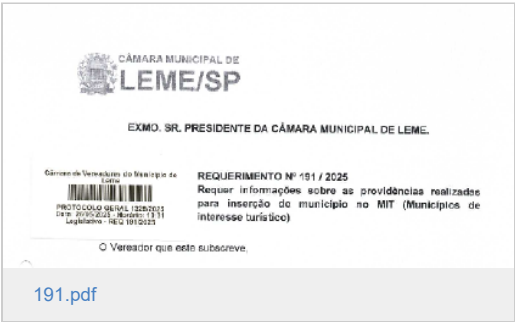 CÂMARA MUNICIPAL DE
LEME/SP
EXMO. SR. PRESIDENTE DA CÂMARA MUNICIPAL DE LEME.
Câmara de Vereadores do Município de
Leme
PROTOCOLO GERAL 1328/2025
Legislativo - REQ 191/2025
REQUERIMENTO Nº 191 / 2025
Requer informações sobre as providências realizadas
para inserção do município no MIT (Municípios de
interesse turístico)
O Vereador que este subscreve,
191.pdf